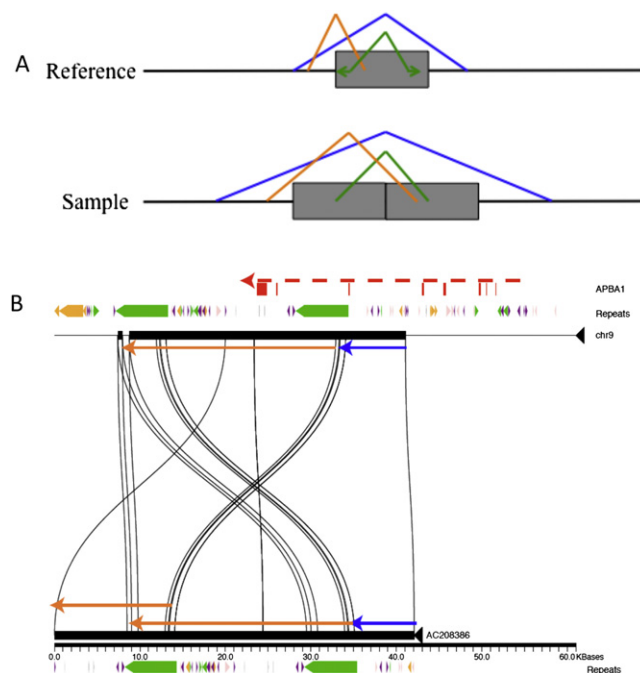 A
Reference
Sample
B
APBA1
Repeats
chr9
AC208386
0.0 10.0 20.0 30.0 40.0 50.0 60.0 KBases
Repeats